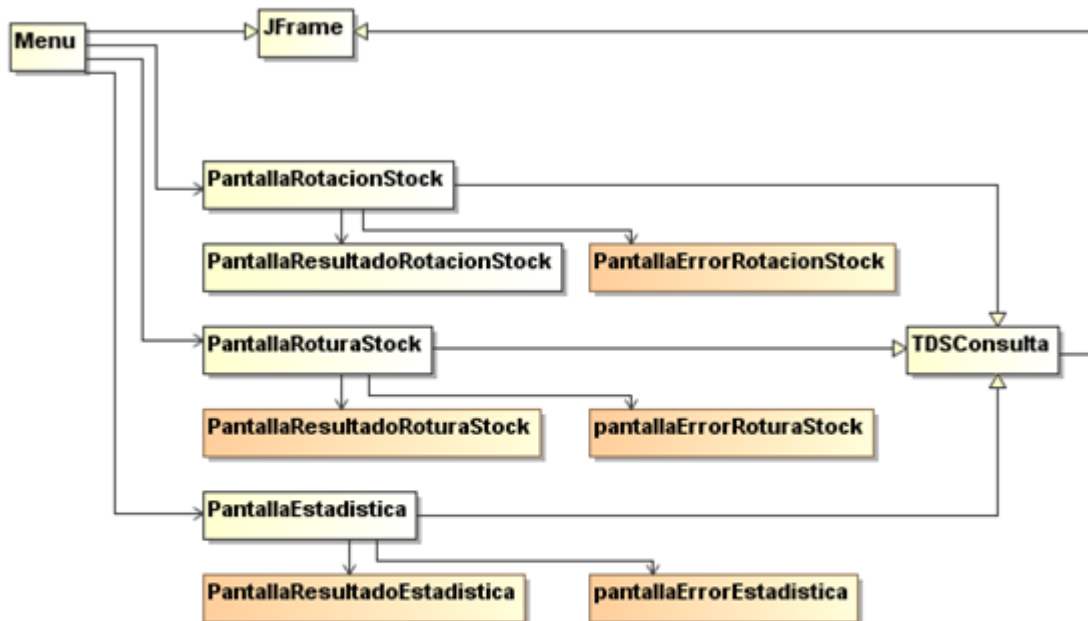 JFrame
Menu
PantallaRotacionStock
PantallaResultadoRotacionStock
PantallaErrorRotacionStock
PantallaRoturaStock
TDSConsulta
PantallaResultadoRoturaStock
pantallaErrorRoturaStock
PantallaEstadistica
PantallaResultadoEstadistica
pantallaErrorEstadistica